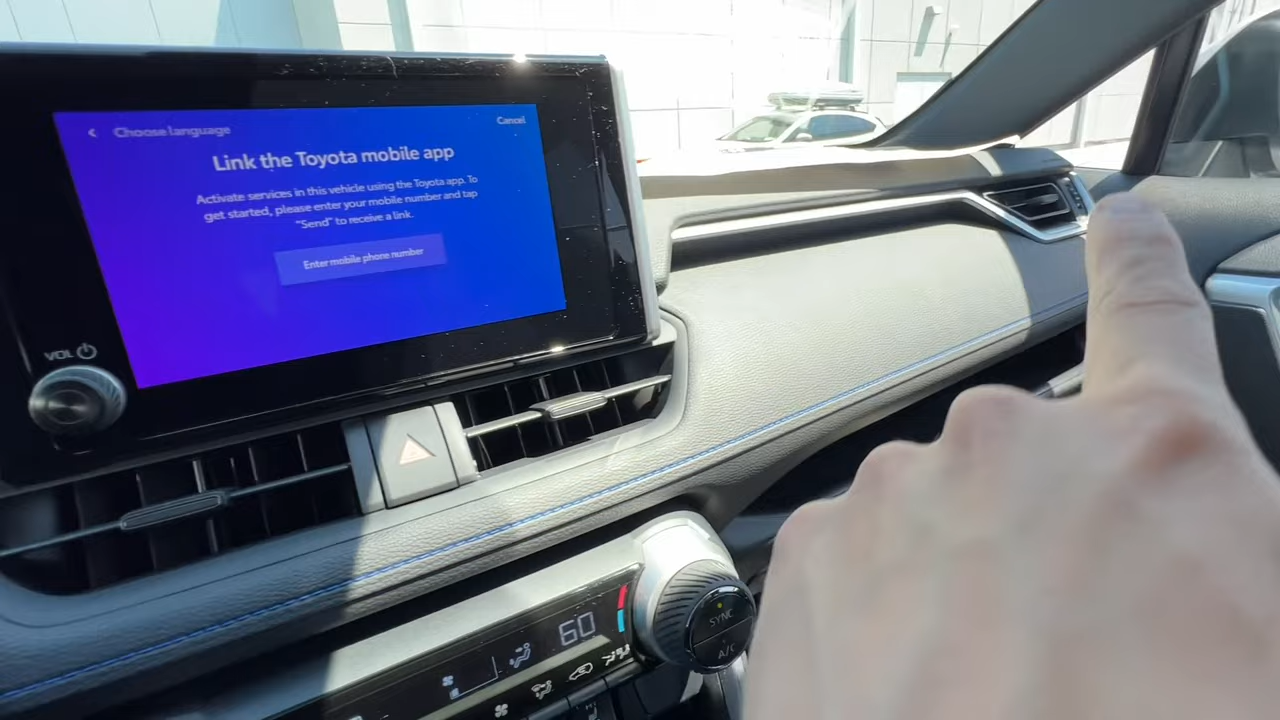 Choose language
Cancel
Link the Toyota mobile app
Activate services in this vehicle using the Toyota app. To
get started, please enter your mobile number and tap
"Send" to receive a link.
Enter mobile phone number
VOL
60
SYNC
A/C